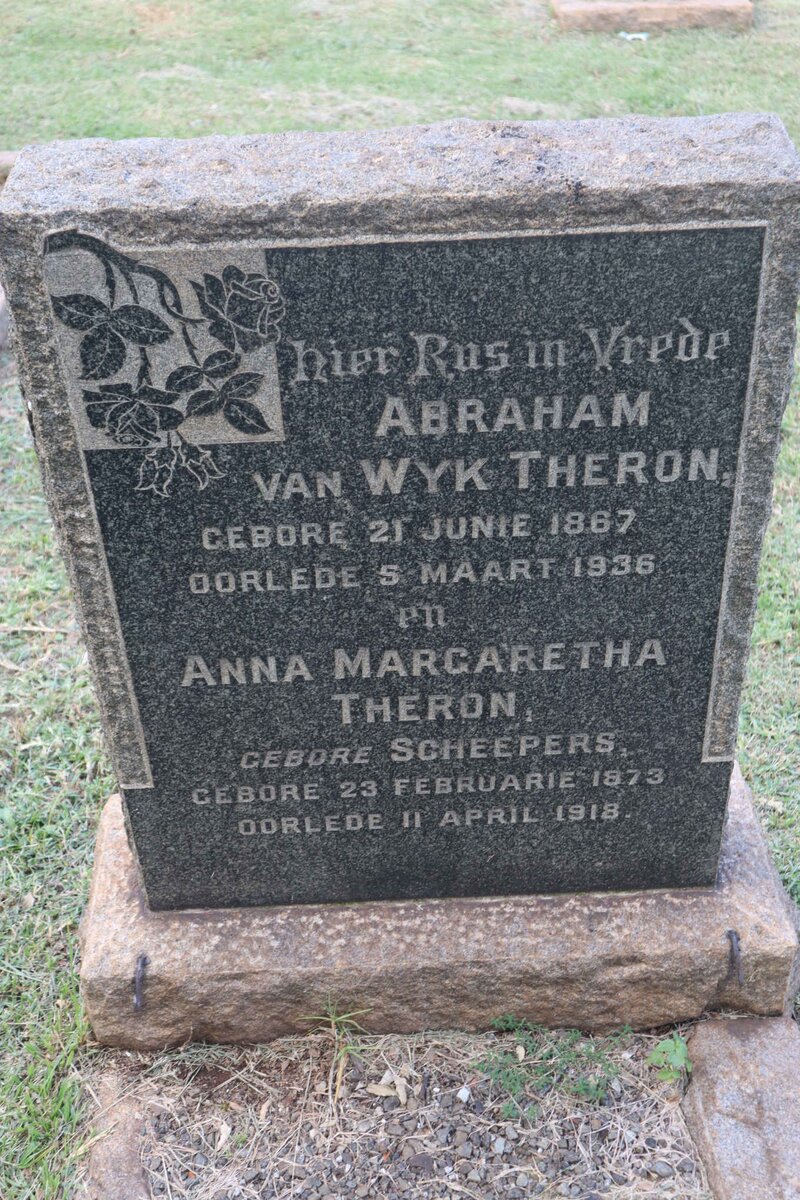 Hier Rus in Vrede
ABRAHAM
VAN WYK THERON,
GEBORE 21 JUNIE 1867
OORLEDE 5 MAART 1936
en
ANNA MARGARETHA
THERON,
GEBORE SCHEEPERS,
GEBORE 23 FEBRUARIE 1873
OORLEDE 11 APRIL 1918.